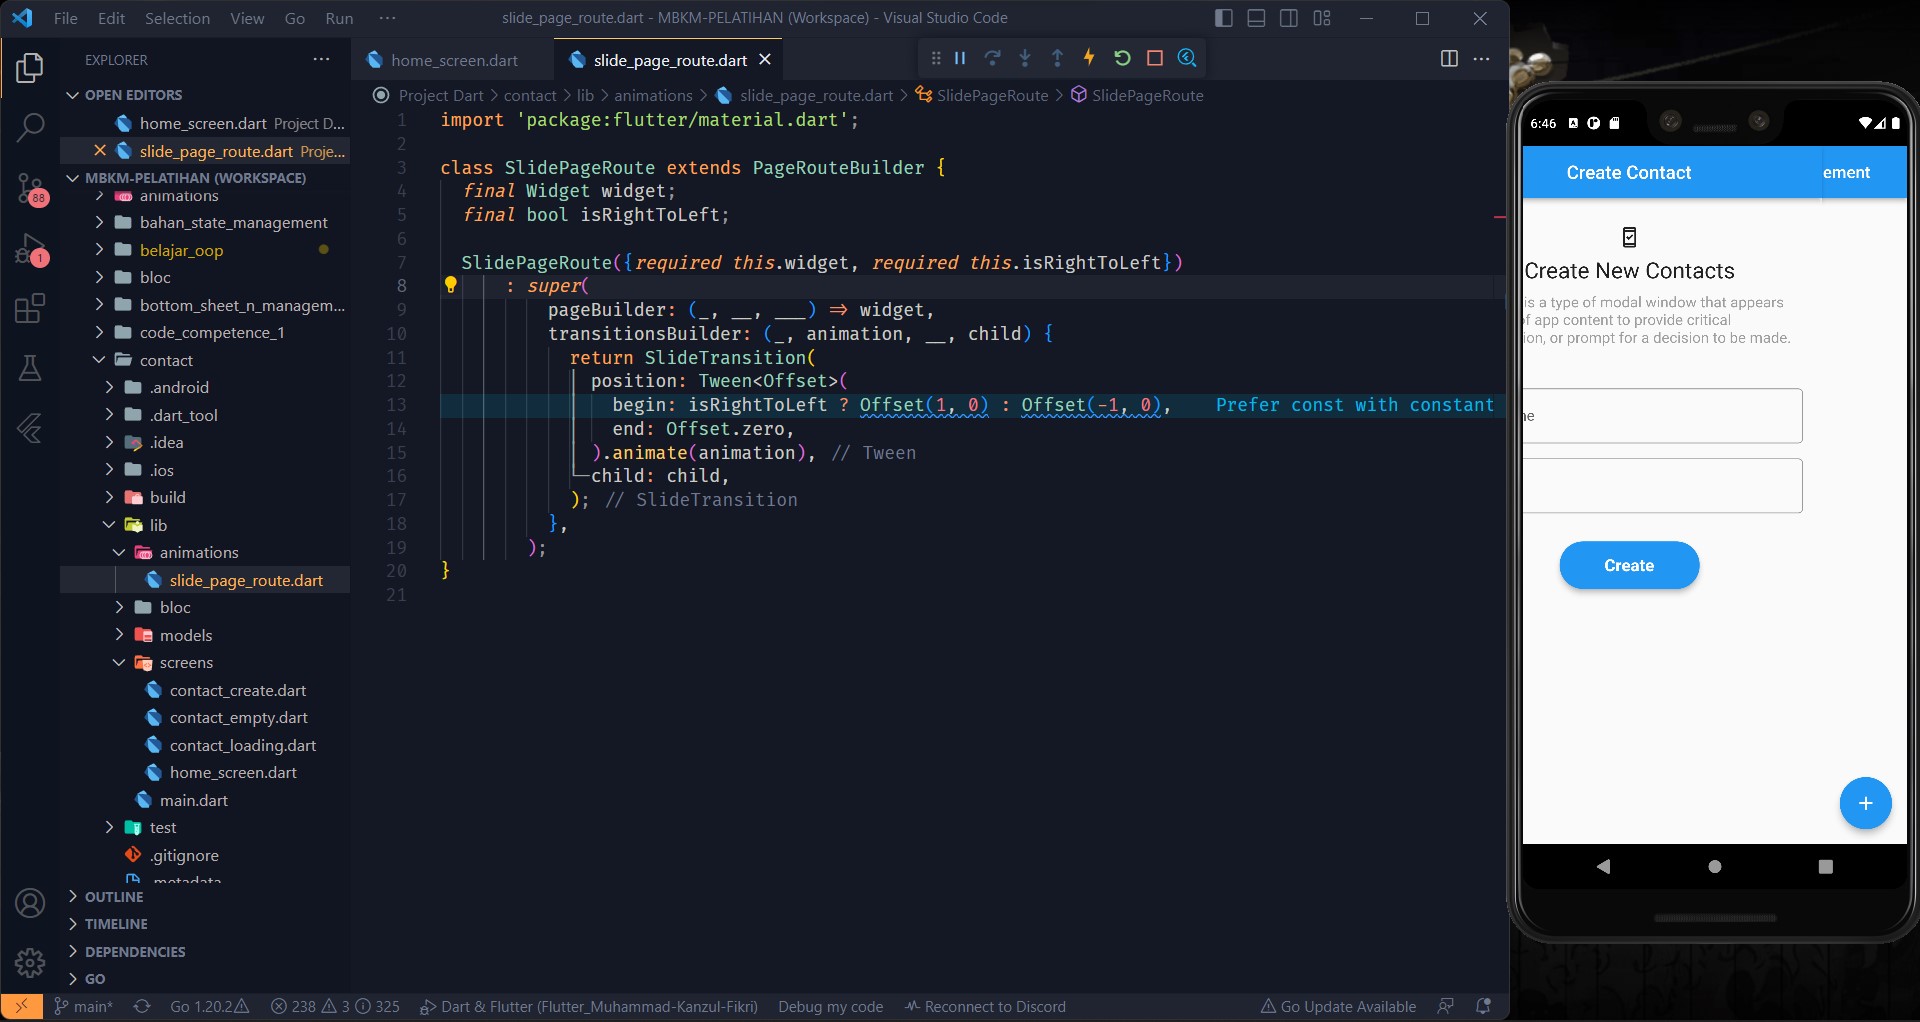 File Edit Selection View Go Run ··· slide_page_route.dart - MBKM-PELATIHAN (Workspace) - Visual Studio Code
EXPLORER ···
OPEN EDITORS
home_screen.dart Project D...
slide_page_route.dart Proje...
MBKM-PELATIHAN (WORKSPACE)
animations
bahan_state_management
belajar_oop
bloc
bottom_sheet_n_managem...
code_competence_1
contact
.android
.dart_tool
.idea
.ios
build
lib
animations
slide_page_route.dart
bloc
models
screens
contact_create.dart
contact_empty.dart
contact_loading.dart
home_screen.dart
main.dart
test
.gitignore
.metadata
OUTLINE
TIMELINE
DEPENDENCIES
GO
88
1
home_screen.dart slide_page_route.dart
Project Dart > contact > lib > animations > slide_page_route.dart > SlidePageRoute > SlidePageRoute
1 import 'package:flutter/material.dart';
2
3 class SlidePageRoute extends PageRouteBuilder {
4 final Widget widget;
5 final bool isRightToLeft;
6
7 SlidePageRoute({required this.widget, required this.isRightToLeft})
8 : super(
9 pageBuilder: (_, __, ___) => widget,
10 transitionsBuilder: (_, animation, __, child) {
11 return SlideTransition(
12 position: Tween<Offset>(
13 begin: isRightToLeft ? Offset(1, 0) : Offset(-1, 0), Prefer const with constant
14 end: Offset.zero,
15 ).animate(animation), // Tween
16 child: child,
17 ); // SlideTransition
18 },
19 );
20 }
21
main* Go 1.20.2 238 3 325 Dart & Flutter (Flutter_Muhammad-Kanzul-Fikri) Debug my code Reconnect to Discord Go Update Available
6:46
Create Contact ement
Create New Contacts
is a type of modal window that appears
f app content to provide critical
ion, or prompt for a decision to be made.
ne
Create
+